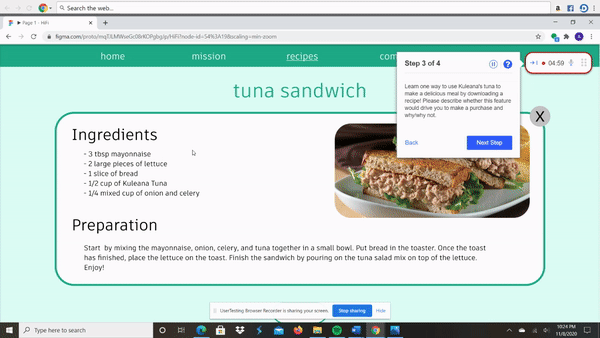 Search the web...
Page 1 - HiFi
figma.com/proto/mqTJLMWseGc08rKOPgbg/p/HiFi?node-id=54%3A19&scaling=min-zoom
home
mission
recipes
Step 3 of 4
04:59
Learn one way to use Kuleana's tuna to
make a delicious meal by downloading a
recipe! Please describe whether this feature
would drive you to make a purchase and
why/why not.
Back
Next Step
tuna sandwich
X
Ingredients
- 3 tbsp mayonnaise
- 2 large pieces of lettuce
- 1 slice of bread
- 1/2 cup of Kuleana Tuna
- 1/4 mixed cup of onion and celery
Preparation
Start by mixing the mayonnaise, onion, celery, and tuna together in a small bowl. Put bread in the toaster. Once the toast
has finished, place the lettuce on the toast. Finish the sandwich by pouring on the tuna salad mix on top of the lettuce.
Enjoy!
UserTesting Browser Recorder is sharing your screen.
Stop sharing
Hide
Type here to search
10:24 PM
11/8/2020